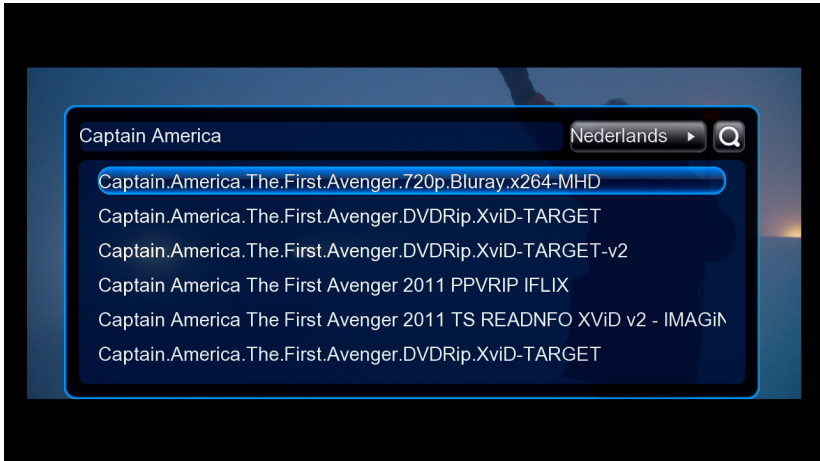 Captain America
Nederlands
Captain.America.The.First.Avenger.720p.Bluray.x264-MHD
Captain.America.The.First.Avenger.DVDRip.XviD-TARGET
Captain.America.The.First.Avenger.DVDRip.XviD-TARGET-v2
Captain America The First Avenger 2011 PPVRIP IFLIX
Captain America The First Avenger 2011 TS READNFO XViD v2 - IMAGiN
Captain.America.The.First.Avenger.DVDRip.XviD-TARGET